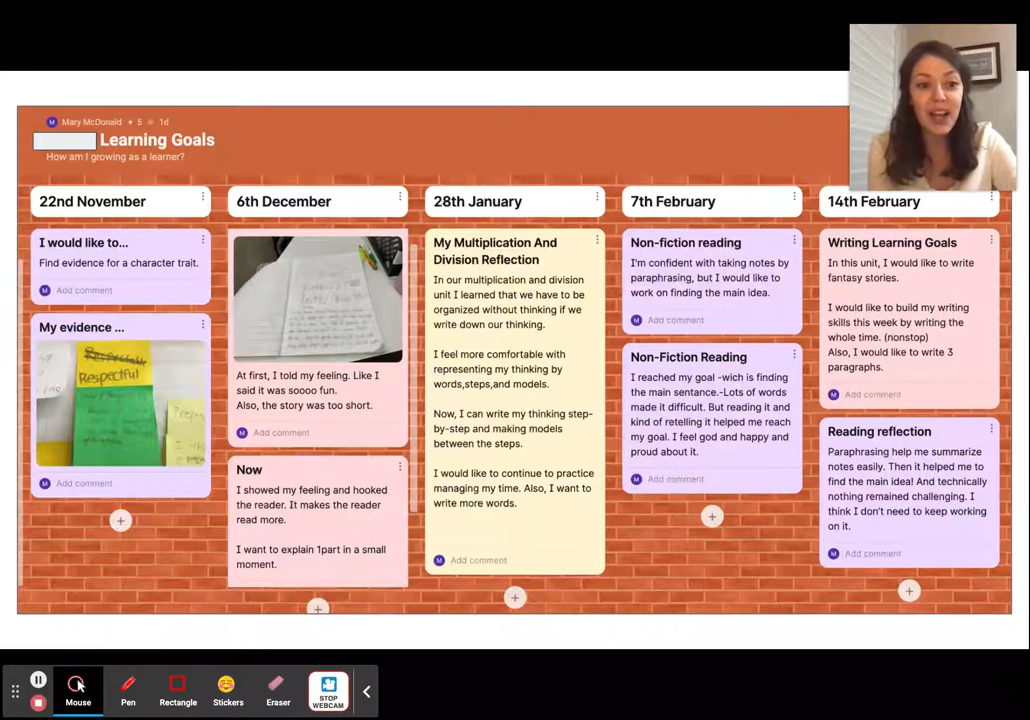 Mary McDonald + 5 1d
Learning Goals
How am I growing as a learner?
22nd November
I would like to...
Find evidence for a character trait.
M Add comment
My evidence ...
Respectable
Respectful
M Add comment
6th December
At first, I told my feeling. Like I
said it was soooo fun.
Also, the story was too short.
M Add comment
Now
I showed my feeling and hooked
the reader. It makes the reader
read more.
I want to explain 1part in a small
moment.
28th January
My Multiplication And
Division Reflection
In our multiplication and division
unit I learned that we have to be
organized without thinking if we
write down our thinking.
I feel more comfortable with
representing my thinking by
words,steps,and models.
Now, I can write my thinking step-
by-step and making models
between the steps.
I would like to continue to practice
managing my time. Also, I want to
write more words.
M Add comment
7th February
Non-fiction reading
I'm confident with taking notes by
paraphrasing, but I would like to
work on finding the main idea.
M Add comment
Non-Fiction Reading
I reached my goal -wich is finding
the main sentence.-Lots of words
made it difficult. But reading it and
kind of retelling it helped me reach
my goal. I feel god and happy and
proud about it.
M Add comment
14th February
Writing Learning Goals
In this unit, I would like to write
fantasy stories.
I would like to build my writing
skills this week by writing the
whole time. (nonstop)
Also, I would like to write 3
paragraphs.
M Add comment
Reading reflection
Paraphrasing help me summarize
notes easily. Then it helped me to
find the main idea! And technically
nothing remained challenging. I
think I don't need to keep working
on it.
M Add comment
Mouse
Pen
Rectangle
Stickers
Eraser
STOP
WEBCAM